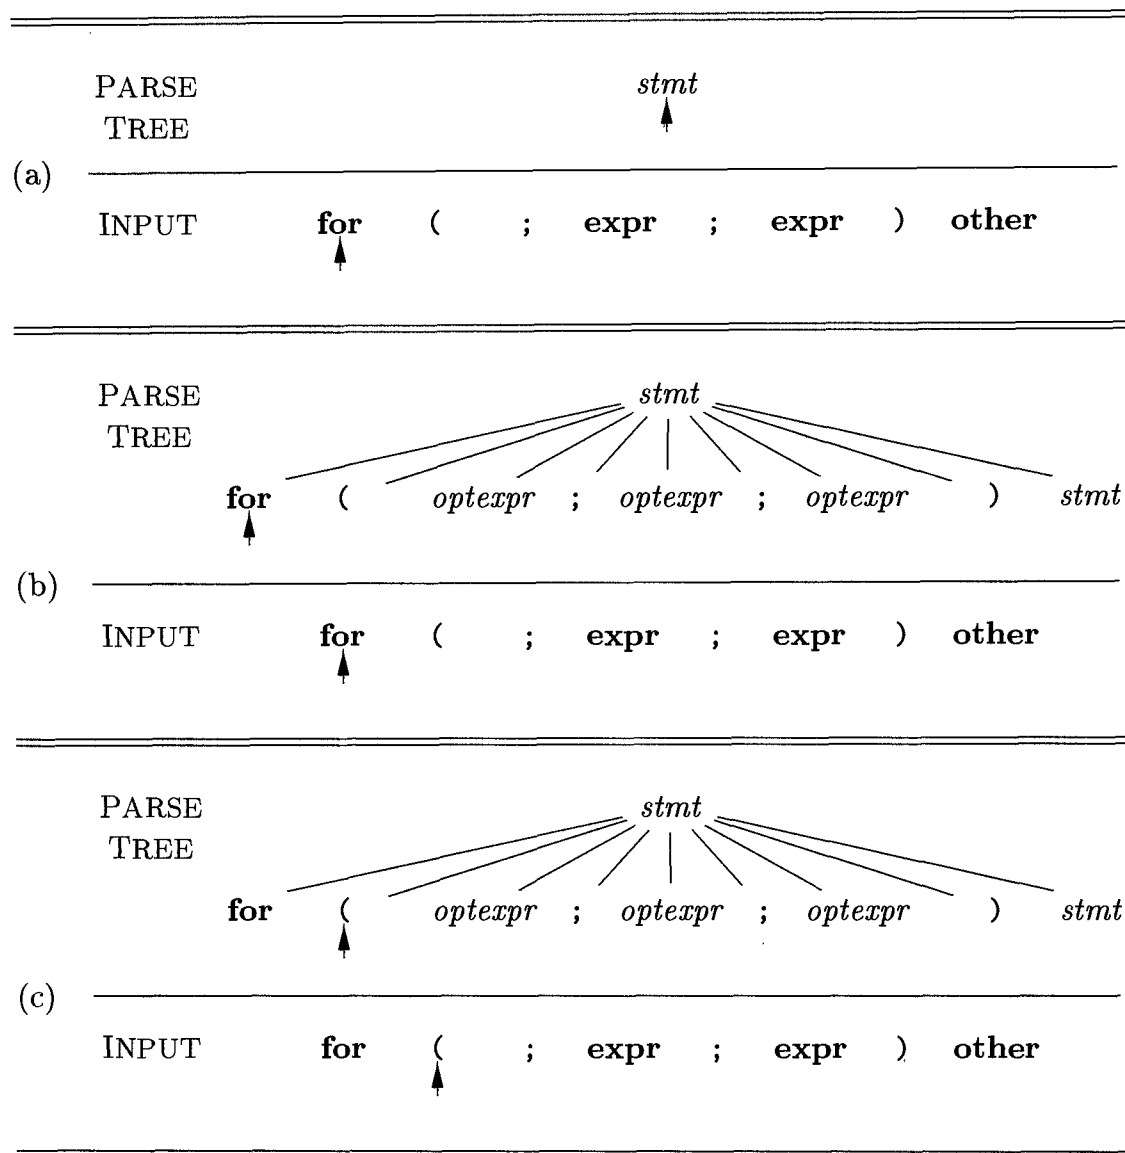 PARSE stmt
TREE
(a)
INPUT for ( ; expr ; expr ) other
PARSE stmt
TREE
for ( optexpr ; optexpr ; optexpr ) stmt
(b)
INPUT for ( ; expr ; expr ) other
PARSE stmt
TREE
for ( optexpr ; optexpr ; optexpr ) stmt
(c)
INPUT for ( ; expr ; expr ) other